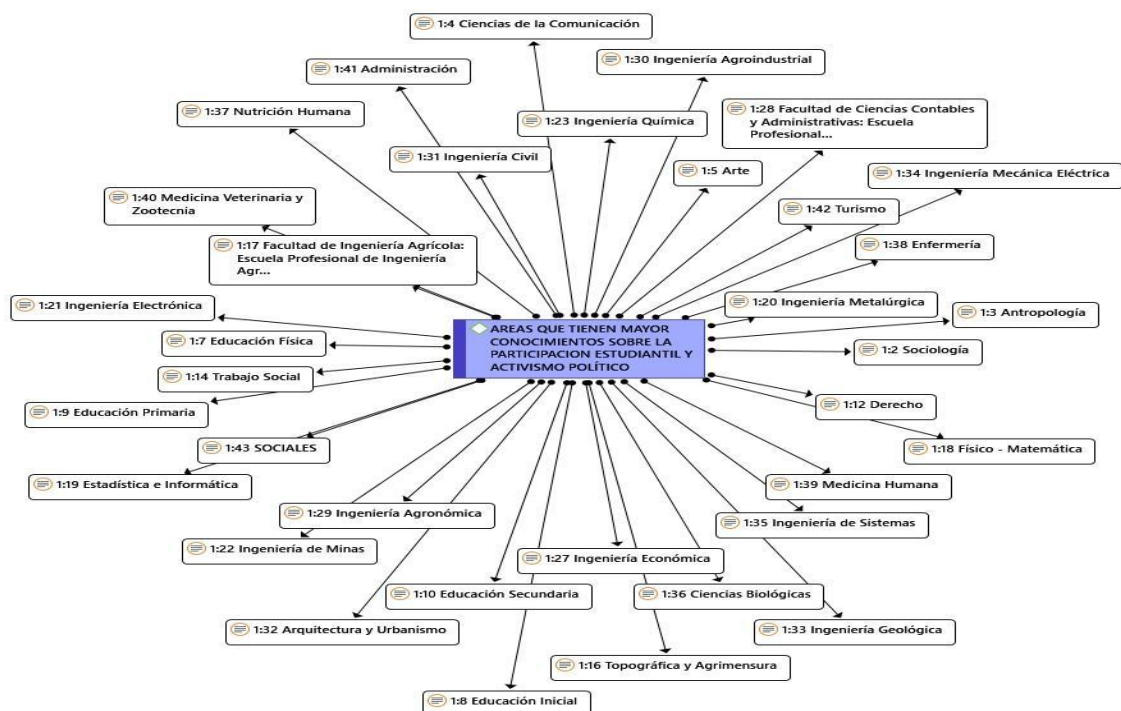 1:4 Ciencias de la Comunicación
1:30 Ingeniería Agroindustrial
1:41 Administración
1:37 Nutrición Humana
1:23 Ingeniería Química
1:28 Facultad de Ciencias Contables
y Administrativas: Escuela
Profesional...
1:31 Ingeniería Civil
1:5 Arte
1:34 Ingeniería Mecánica Eléctrica
1:40 Medicina Veterinaria y
Zootecnia
1:42 Turismo
1:17 Facultad de Ingeniería Agrícola:
Escuela Profesional de Ingeniería
Agr...
1:38 Enfermería
1:21 Ingeniería Electrónica
1:20 Ingeniería Metalúrgica
1:3 Antropología
AREAS QUE TIENEN MAYOR
CONOCIMIENTOS SOBRE LA
PARTICIPACION ESTUDIANTIL Y
ACTIVISMO POLÍTICO
1:7 Educación Física
1:2 Sociología
1:14 Trabajo Social
1:9 Educación Primaria
1:12 Derecho
1:43 SOCIALES
1:18 Físico - Matemática
1:19 Estadística e Informática
1:39 Medicina Humana
1:29 Ingeniería Agronómica
1:35 Ingeniería de Sistemas
1:22 Ingeniería de Minas
1:27 Ingeniería Económica
1:10 Educación Secundaria
1:36 Ciencias Biológicas
1:32 Arquitectura y Urbanismo
1:33 Ingeniería Geológica
1:16 Topográfica y Agrimensura
1:8 Educación Inicial